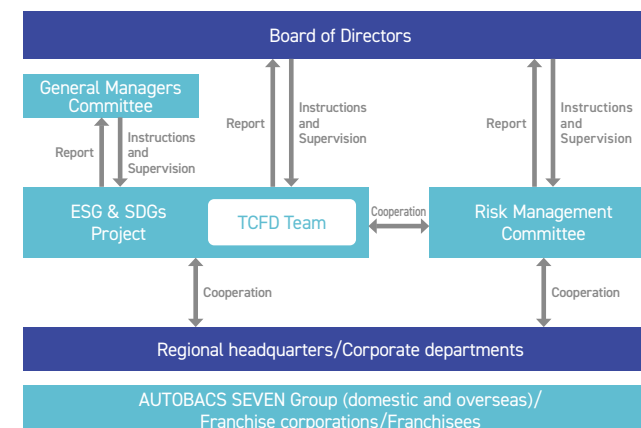 Board of Directors
General Managers
Committee
Report
Instructions
and
Supervision
Report
Instructions
and
Supervision
Report
Instructions
and
Supervision
ESG & SDGs
Project
TCFD Team
Cooperation
Risk Management
Committee
Cooperation
Cooperation
Regional headquarters/Corporate departments
AUTOBACS SEVEN Group (domestic and overseas)/
Franchise corporations/Franchisees